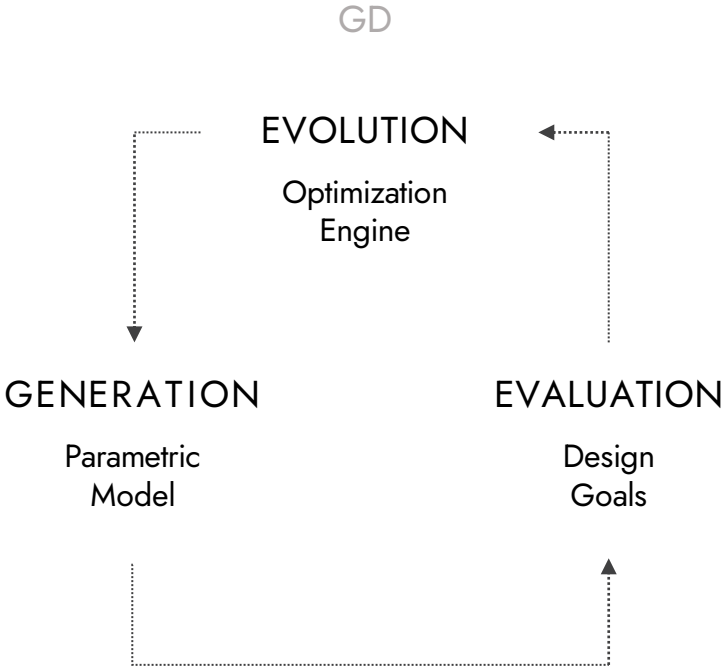 GD
EVOLUTION
Optimization
Engine
GENERATION
Parametric
Model
EVALUATION
Design
Goals